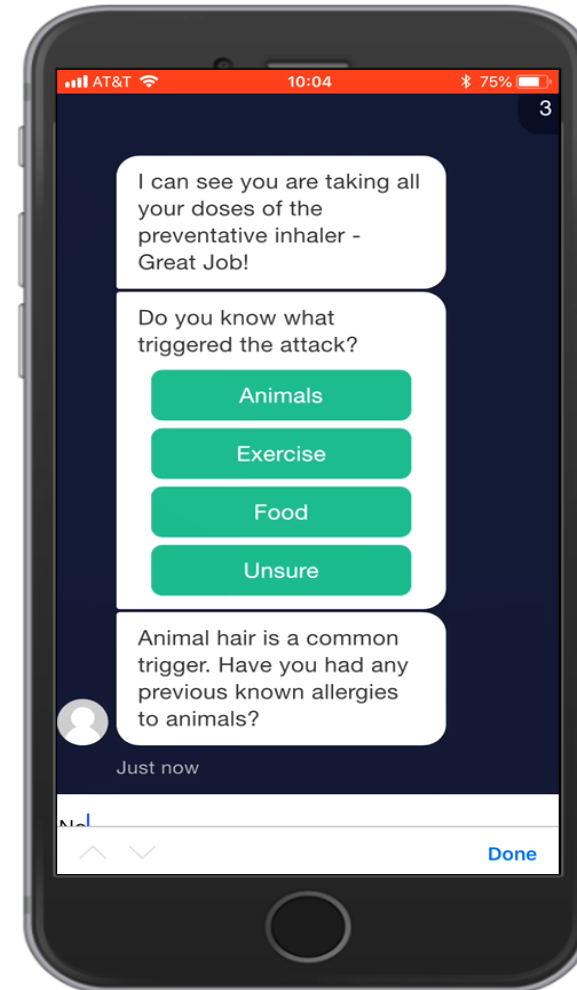 AT&T 10:04 75%
3
I can see you are taking all
your doses of the
preventative inhaler -
Great Job!
Do you know what
triggered the attack?
Animals
Exercise
Food
Unsure
Animal hair is a common
trigger. Have you had any
previous known allergies
to animals?
Just now
No
Done